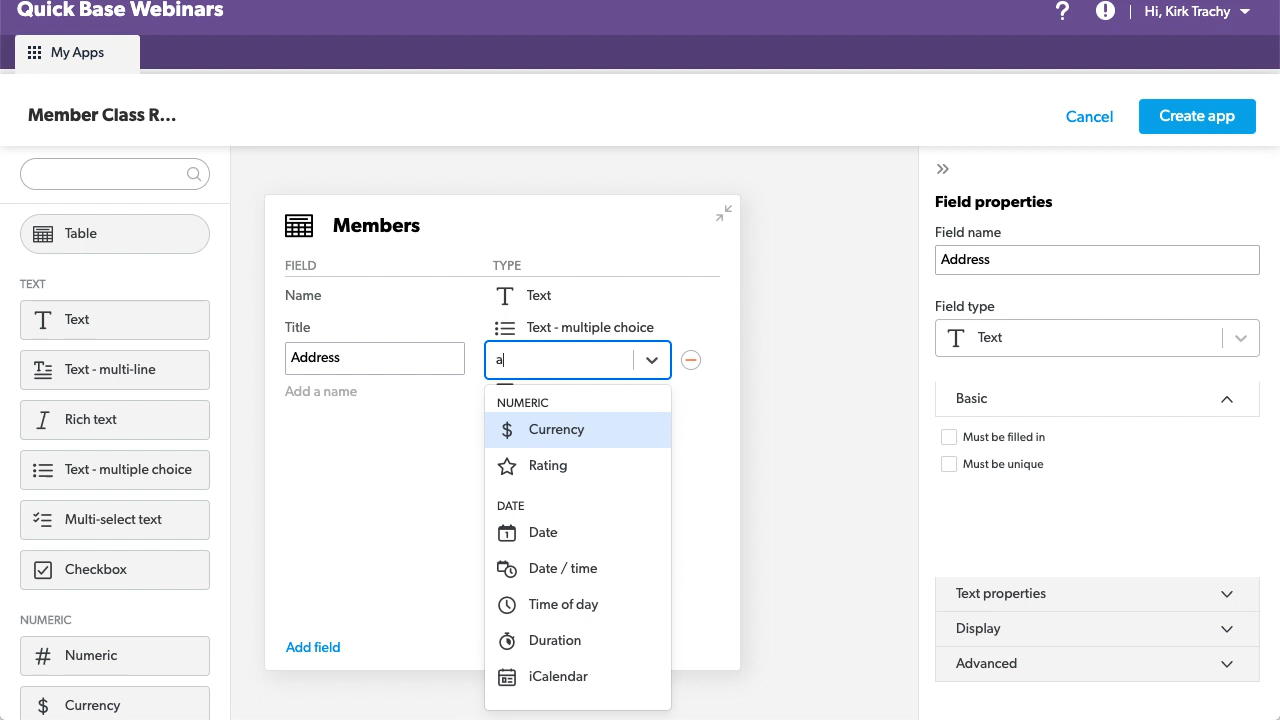 Quick Base Webinars
? ! Hi, Kirk Trachy
My Apps
Member Class R...
Cancel
Create app
Table
TEXT
Text
Text - multi-line
Rich text
Text - multiple choice
Multi-select text
Checkbox
NUMERIC
Numeric
Currency
Members
FIELD TYPE
Name Text
Title Text - multiple choice
Address a
Add a name
NUMERIC
Currency
Rating
DATE
Date
Date / time
Time of day
Duration
iCalendar
Add field
Field properties
Field name
Address
Field type
Text
Basic
Must be filled in
Must be unique
Text properties
Display
Advanced